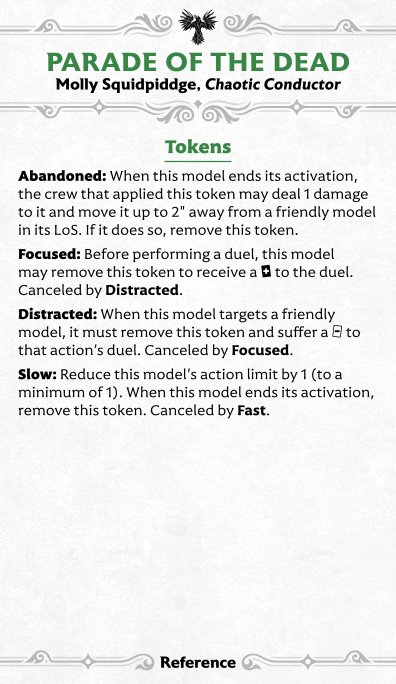 PARADE OF THE DEAD
Molly Squidpiddge, Chaotic Conductor
Tokens
Abandoned: When this model ends its activation,
the crew that applied this token may deal 1 damage
to it and move it up to 2" away from a friendly model
in its LoS. If it does so, remove this token.
Focused: Before performing a duel, this model
may remove this token to receive a to the duel.
Canceled by Distracted.
Distracted: When this model targets a friendly
model, it must remove this token and suffer a to
that action's duel. Canceled by Focused.
Slow: Reduce this model's action limit by 1 (to a
minimum of 1). When this model ends its activation,
remove this token. Canceled by Fast.
Reference